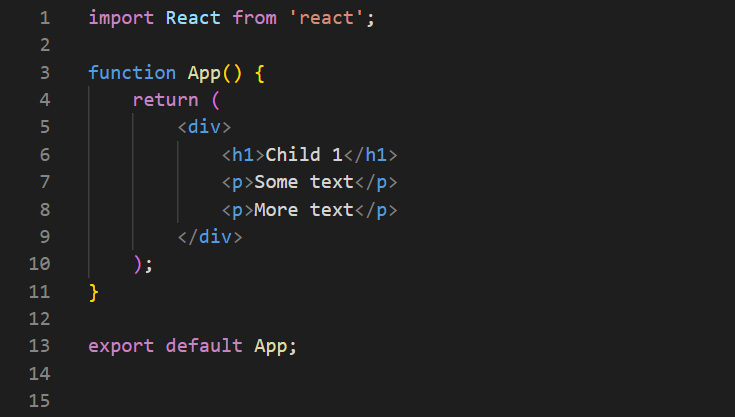 1 import React from 'react';
2
3 function App() {
4     return (
5         <div>
6             <h1>Child 1</h1>
7             <p>Some text</p>
8             <p>More text</p>
9         </div>
10     );
11 }
12
13 export default App;
14
15